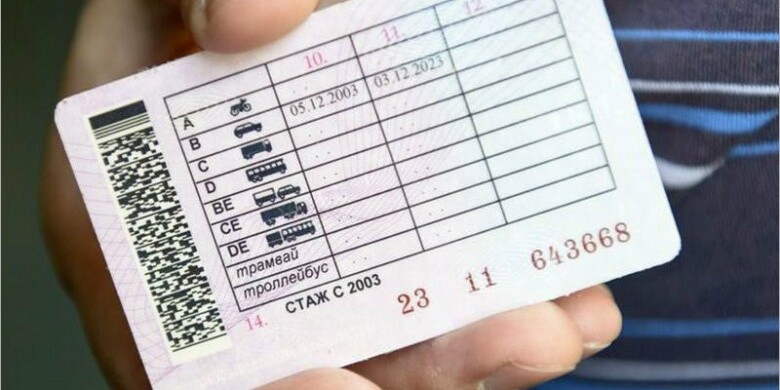 10. 11. 12.
A
B 05.12.2003 03.12.2023
C
D
BE
CE
DE
трамвай
троллейбус
14. СТАЖ С 2003
23 11 643668